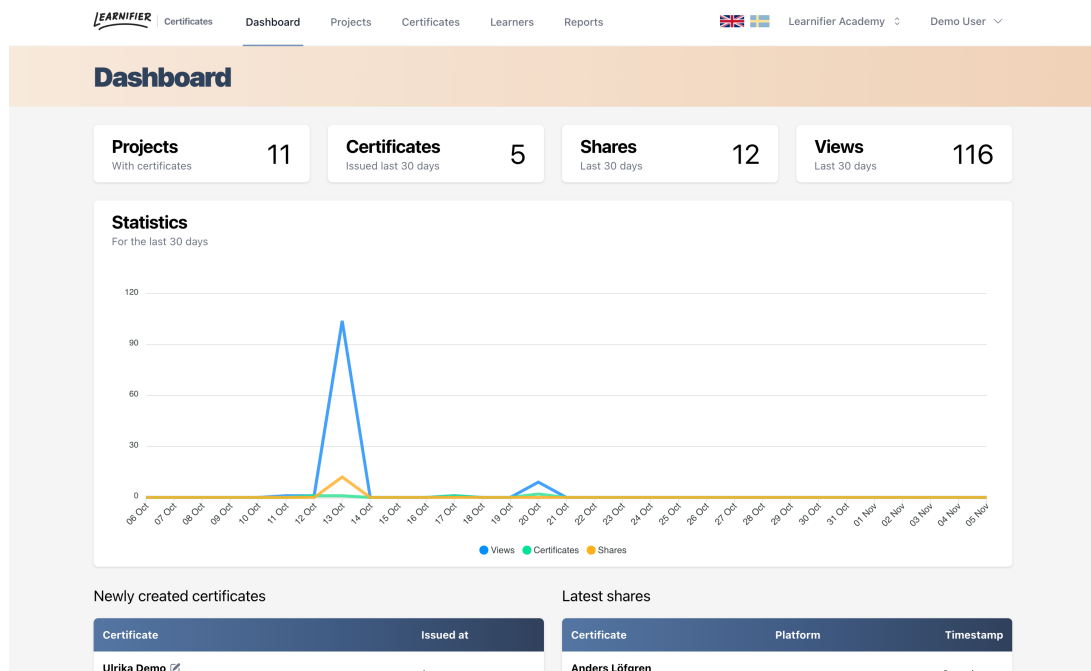 LEARNIFIER Certificates Dashboard Projects Certificates Learners Reports Learnifier Academy Demo User
Dashboard
Projects
With certificates
11
Certificates
Issued last 30 days
5
Shares
Last 30 days
12
Views
Last 30 days
116
Statistics
For the last 30 days
120
90
60
30
0
06 Oct 07 Oct 08 Oct 09 Oct 10 Oct 11 Oct 12 Oct 13 Oct 14 Oct 15 Oct 16 Oct 17 Oct 18 Oct 19 Oct 20 Oct 21 Oct 22 Oct 23 Oct 24 Oct 25 Oct 26 Oct 27 Oct 28 Oct 29 Oct 30 Oct 31 Oct 01 Nov 02 Nov 03 Nov 04 Nov 05 Nov
Views Certificates Shares
Newly created certificates
Certificate Issued at
Ulrika Demo
Latest shares
Certificate Platform Timestamp
Anders Löfgren